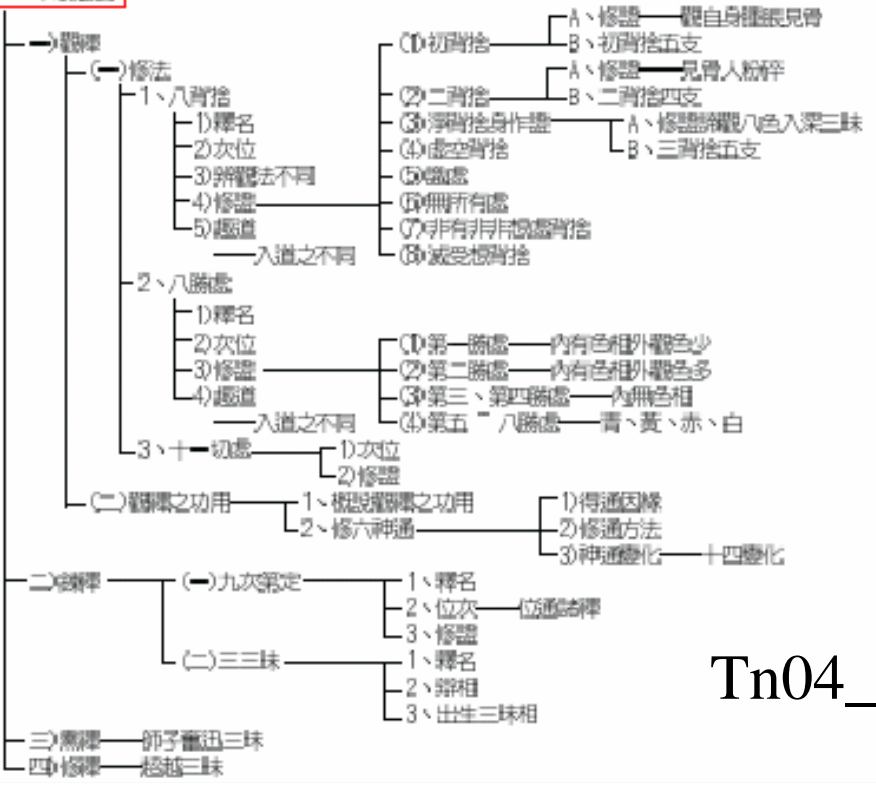 一)觀禪
(一)修法
1、八背捨
1)釋名
2)次位
3)辨觀法不同
4)修證
(1)初背捨
A、修證——觀自身膖脹見骨
B、初背捨五支
(2)二背捨
A、修證——見骨人粉碎
B、二背捨四支
(3)淨背捨身作證
A、修證歸觀八色入深三昧
B、三背捨五支
(4)虛空背捨
(5)識處
(6)無所有處
(7)非有非非想處背捨
(8)滅受想背捨
5)趣道
——入道之不同
2、八勝處
1)釋名
2)次位
3)修證
(1)第一勝處——內有色相外觀色少
(2)第二勝處——內有色相外觀色多
(3)第三、第四勝處——內無色相
(4)第五~八勝處——青、黃、赤、白
4)趣道
——入道之不同
3、十一切處
1)次位
2)修證
(二)觀禪之功用
1、概說觀禪之功用
2、修六神通
1)得通因緣
2)修通方法
3)神通變化——十四變化
二)鍊禪
(一)九次第定
1、釋名
2、位次——位通諸禪
3、修證
(二)三三昧
1、釋名
2、辯相
3、出生三昧相
三)熏禪——師子奮迅三昧
四)修禪——超越三昧
Tn04_